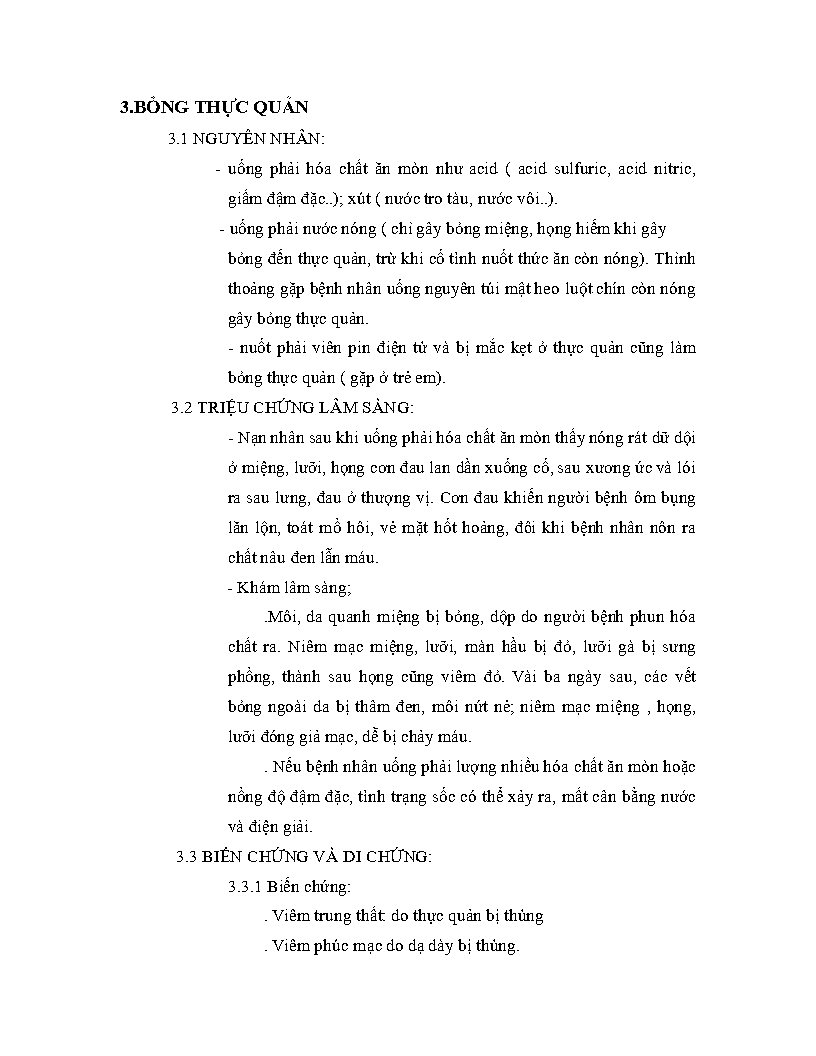 3.BỎNG THỰC QUẢN
3.1 NGUYÊN NHÂN:
- uống phải hóa chất ăn mòn như acid ( acid sulfuric, acid nitric,
giấm đậm đặc..); xút ( nước tro tàu, nước vôi..).
- uống phải nước nóng ( chỉ gây bỏng miệng, họng hiếm khi gây
bỏng đến thực quản, trừ khi cố tình nuốt thức ăn còn nóng). Thỉnh
thoảng gặp bệnh nhân uống nguyên túi mật heo luột chín còn nóng
gây bỏng thực quản.
- nuốt phải viên pin điện tử và bị mắc kẹt ở thực quản cũng làm
bỏng thực quản ( gặp ở trẻ em).
3.2 TRIỆU CHỨNG LÂM SÀNG:
- Nạn nhân sau khi uống phải hóa chất ăn mòn thấy nóng rát dữ dội
ở miệng, lưỡi, họng cơn đau lan dần xuống cổ, sau xương ức và lói
ra sau lưng, đau ở thượng vị. Cơn đau khiến người bệnh ôm bụng
lăn lộn, toát mồ hôi, vẻ mặt hốt hoảng, đôi khi bệnh nhân nôn ra
chất nâu đen lẫn máu.
- Khám lâm sàng;
.Môi, da quanh miệng bị bỏng, dộp do người bệnh phun hóa
chất ra. Niêm mạc miệng, lưỡi, màn hầu bị đỏ, lưỡi gà bị sưng
phồng, thành sau họng cũng viêm đỏ. Vài ba ngày sau, các vết
bỏng ngoài da bị thâm đen, môi nứt nẻ; niêm mạc miệng , họng,
lưỡi đóng giả mạc, dễ bị chảy máu.
. Nếu bệnh nhân uống phải lượng nhiều hóa chất ăn mòn hoặc
nồng độ đậm đặc, tình trạng sốc có thể xảy ra, mất cân bằng nước
và điện giải.
3.3 BIẾN CHỨNG VÀ DI CHỨNG:
3.3.1 Biến chứng:
. Viêm trung thất: do thực quản bị thủng
. Viêm phúc mạc do dạ dày bị thủng.